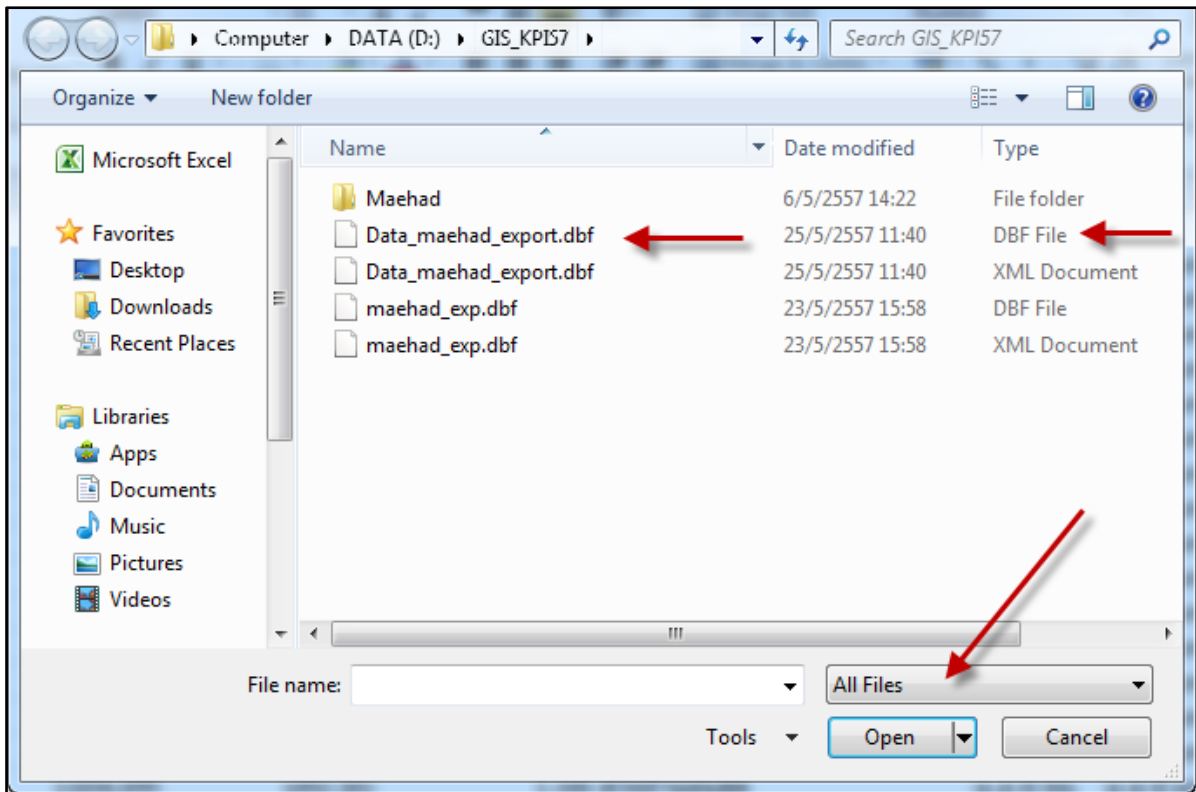 Computer DATA (D:) GIS_KPI57 Search GIS_KPI57
Organize New folder
Name Date modified Type
Microsoft Excel
Favorites
Desktop
Downloads
Recent Places
Libraries
Apps
Documents
Music
Pictures
Videos
Maehad 6/5/2557 14:22 File folder
Data_maehad_export.dbf 25/5/2557 11:40 DBF File
Data_maehad_export.dbf 25/5/2557 11:40 XML Document
maehad_exp.dbf 23/5/2557 15:58 DBF File
maehad_exp.dbf 23/5/2557 15:58 XML Document
File name: All Files
Tools Open Cancel